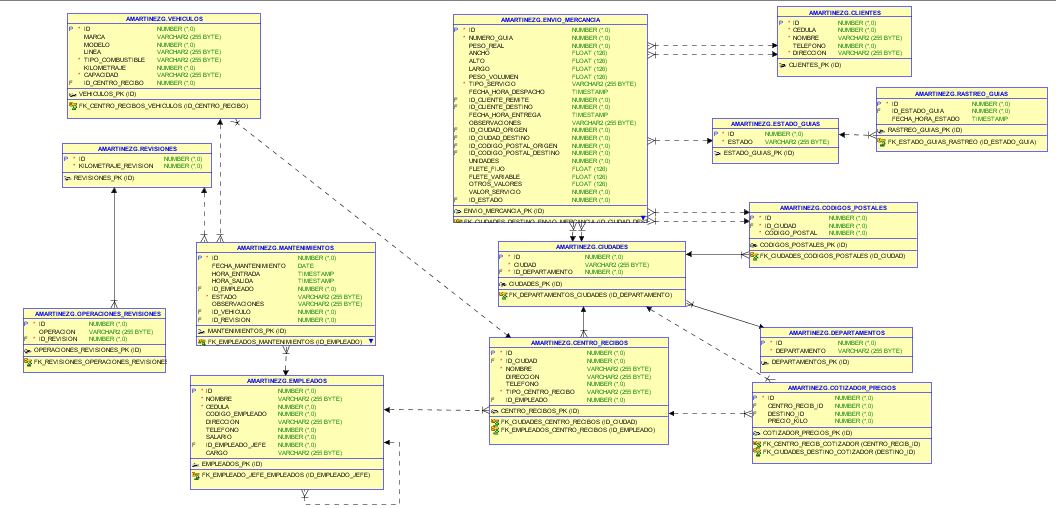 AMARTINEZG.VEHICULOS
P * ID NUMBER (*,0)
MARCA VARCHAR2 (255 BYTE)
MODELO NUMBER (*,0)
LINEA VARCHAR2 (255 BYTE)
* TIPO_COMBUSTIBLE VARCHAR2 (255 BYTE)
KILOMETRAJE NUMBER (*,0)
* CAPACIDAD VARCHAR2 (255 BYTE)
F ID_CENTRO_RECIBO NUMBER (*,0)
VEHICULOS_PK (ID)
FK_CENTRO_RECIBOS_VEHICULOS (ID_CENTRO_RECIBO)
AMARTINEZG.ENVIO_MERCANCIA
P * ID NUMBER (*,0)
* NUMERO_GUIA NUMBER (*,0)
PESO_REAL NUMBER (*,0)
ANCHO FLOAT (126)
ALTO FLOAT (126)
LARGO FLOAT (126)
PESO_VOLUMEN FLOAT (126)
* TIPO_SERVICIO VARCHAR2 (255 BYTE)
FECHA_HORA_DESPACHO TIMESTAMP
F ID_CLIENTE_REMITE NUMBER (*,0)
F ID_CLIENTE_DESTINO NUMBER (*,0)
FECHA_HORA_ENTREGA TIMESTAMP
OBSERVACIONES VARCHAR2 (255 BYTE)
F ID_CIUDAD_ORIGEN NUMBER (*,0)
F ID_CIUDAD_DESTINO NUMBER (*,0)
F ID_CODIGO_POSTAL_ORIGEN NUMBER (*,0)
F ID_CODIGO_POSTAL_DESTINO NUMBER (*,0)
UNIDADES NUMBER (*,0)
FLETE_FIJO FLOAT (126)
FLETE_VARIABLE FLOAT (126)
OTROS_VALORES FLOAT (126)
VALOR_SERVICIO NUMBER (*,0)
F ID_ESTADO NUMBER (*,0)
ENVIO_MERCANCIA_PK (ID)
AMARTINEZG.CLIENTES
P * ID NUMBER (*,0)
* CEDULA NUMBER (*,0)
* NOMBRE VARCHAR2 (255 BYTE)
TELEFONO NUMBER (*,0)
* DIRECCION VARCHAR2 (255 BYTE)
CLIENTES_PK (ID)
AMARTINEZG.RASTREO_GUIAS
P * ID NUMBER (*,0)
F ID_ESTADO_GUIA NUMBER (*,0)
FECHA_HORA_ESTADO TIMESTAMP
RASTREO_GUIAS_PK (ID)
FK_ESTADO_GUIAS_RASTREO (ID_ESTADO_GUIA)
AMARTINEZG.ESTADO_GUIAS
P * ID NUMBER (*,0)
* ESTADO VARCHAR2 (255 BYTE)
ESTADO_GUIAS_PK (ID)
AMARTINEZG.REVISIONES
P * ID NUMBER (*,0)
* KILOMETRAJE_REVISION NUMBER (*,0)
REVISIONES_PK (ID)
AMARTINEZG.CODIGOS_POSTALES
P * ID NUMBER (*,0)
F * ID_CIUDAD NUMBER (*,0)
* CODIGO_POSTAL NUMBER (*,0)
CODIGOS_POSTALES_PK (ID)
FK_CIUDADES_CODIGOS_POSTALES (ID_CIUDAD)
AMARTINEZG.MANTENIMIENTOS
P * ID NUMBER (*,0)
FECHA_MANTENIMIENTO DATE
HORA_ENTRADA TIMESTAMP
HORA_SALIDA TIMESTAMP
F ID_EMPLEADO NUMBER (*,0)
* ESTADO VARCHAR2 (255 BYTE)
OBSERVACIONES VARCHAR2 (255 BYTE)
F ID_VEHICULO NUMBER (*,0)
F ID_REVISION NUMBER (*,0)
MANTENIMIENTOS_PK (ID)
FK_EMPLEADOS_MANTENIMIENTOS (ID_EMPLEADO)
AMARTINEZG.CIUDADES
P * ID NUMBER (*,0)
* CIUDAD VARCHAR2 (255 BYTE)
F * ID_DEPARTAMENTO NUMBER (*,0)
CIUDADES_PK (ID)
FK_DEPARTAMENTOS_CIUDADES (ID_DEPARTAMENTO)
AMARTINEZG.OPERACIONES_REVISIONES
P * ID NUMBER (*,0)
OPERACION VARCHAR2 (255 BYTE)
F * ID_REVISION NUMBER (*,0)
OPERACIONES_REVISIONES_PK (ID)
FK_REVISIONES_OPERACIONES_REVISIONES
AMARTINEZG.DEPARTAMENTOS
P * ID NUMBER (*,0)
* DEPARTAMENTO VARCHAR2 (255 BYTE)
DEPARTAMENTOS_PK (ID)
AMARTINEZG.CENTRO_RECIBOS
P * ID NUMBER (*,0)
F * ID_CIUDAD NUMBER (*,0)
* NOMBRE VARCHAR2 (255 BYTE)
DIRECCION VARCHAR2 (255 BYTE)
TELEFONO NUMBER (*,0)
* TIPO_CENTRO_RECIBO VARCHAR2 (255 BYTE)
F ID_EMPLEADO NUMBER (*,0)
CENTRO_RECIBOS_PK (ID)
FK_CIUDADES_CENTRO_RECIBOS (ID_CIUDAD)
FK_EMPLEADOS_CENTRO_RECIBOS (ID_EMPLEADO)
AMARTINEZG.EMPLEADOS
P * ID NUMBER (*,0)
* NOMBRE VARCHAR2 (255 BYTE)
* CEDULA NUMBER (*,0)
CODIGO_EMPLEADO NUMBER (*,0)
DIRECCION VARCHAR2 (255 BYTE)
TELEFONO NUMBER (*,0)
SALARIO NUMBER (*,0)
F ID_EMPLEADO_JEFE NUMBER (*,0)
CARGO VARCHAR2 (255 BYTE)
EMPLEADOS_PK (ID)
FK_EMPLEADO_JEFE_EMPLEADOS (ID_EMPLEADO_JEFE)
AMARTINEZG.COTIZADOR_PRECIOS
P * ID NUMBER (*,0)
F CENTRO_RECIB_ID NUMBER (*,0)
F DESTINO_ID NUMBER (*,0)
PRECIO_KILO NUMBER (*,0)
COTIZADOR_PRECIOS_PK (ID)
FK_CENTRO_RECIB_COTIZADOR (CENTRO_RECIB_ID)
FK_CIUDADES_DESTINO_COTIZADOR (DESTINO_ID)